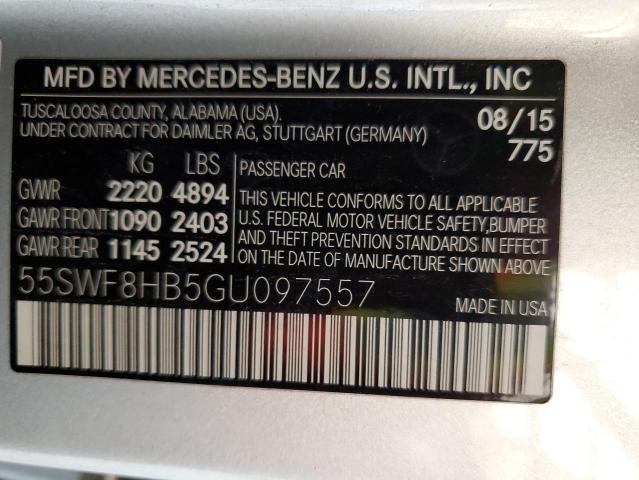 MFD BY MERCEDES-BENZ U.S. INTL., INC
TUSCALOOSA COUNTY, ALABAMA (USA).
UNDER CONTRACT FOR DAIMLER AG, STUTTGART (GERMANY)
08/15
775
KG LBS
GVWR 2220 4894
GAWR FRONT 1090 2403
GAWR REAR 1145 2524
PASSENGER CAR
THIS VEHICLE CONFORMS TO ALL APPLICABLE
U.S. FEDERAL MOTOR VEHICLE SAFETY,BUMPER
AND THEFT PREVENTION STANDARDS IN EFFECT
ON THE DATE OF MANUFACTURE SHOWN ABOVE.
55SWF8HB5GU097557
MADE IN USA